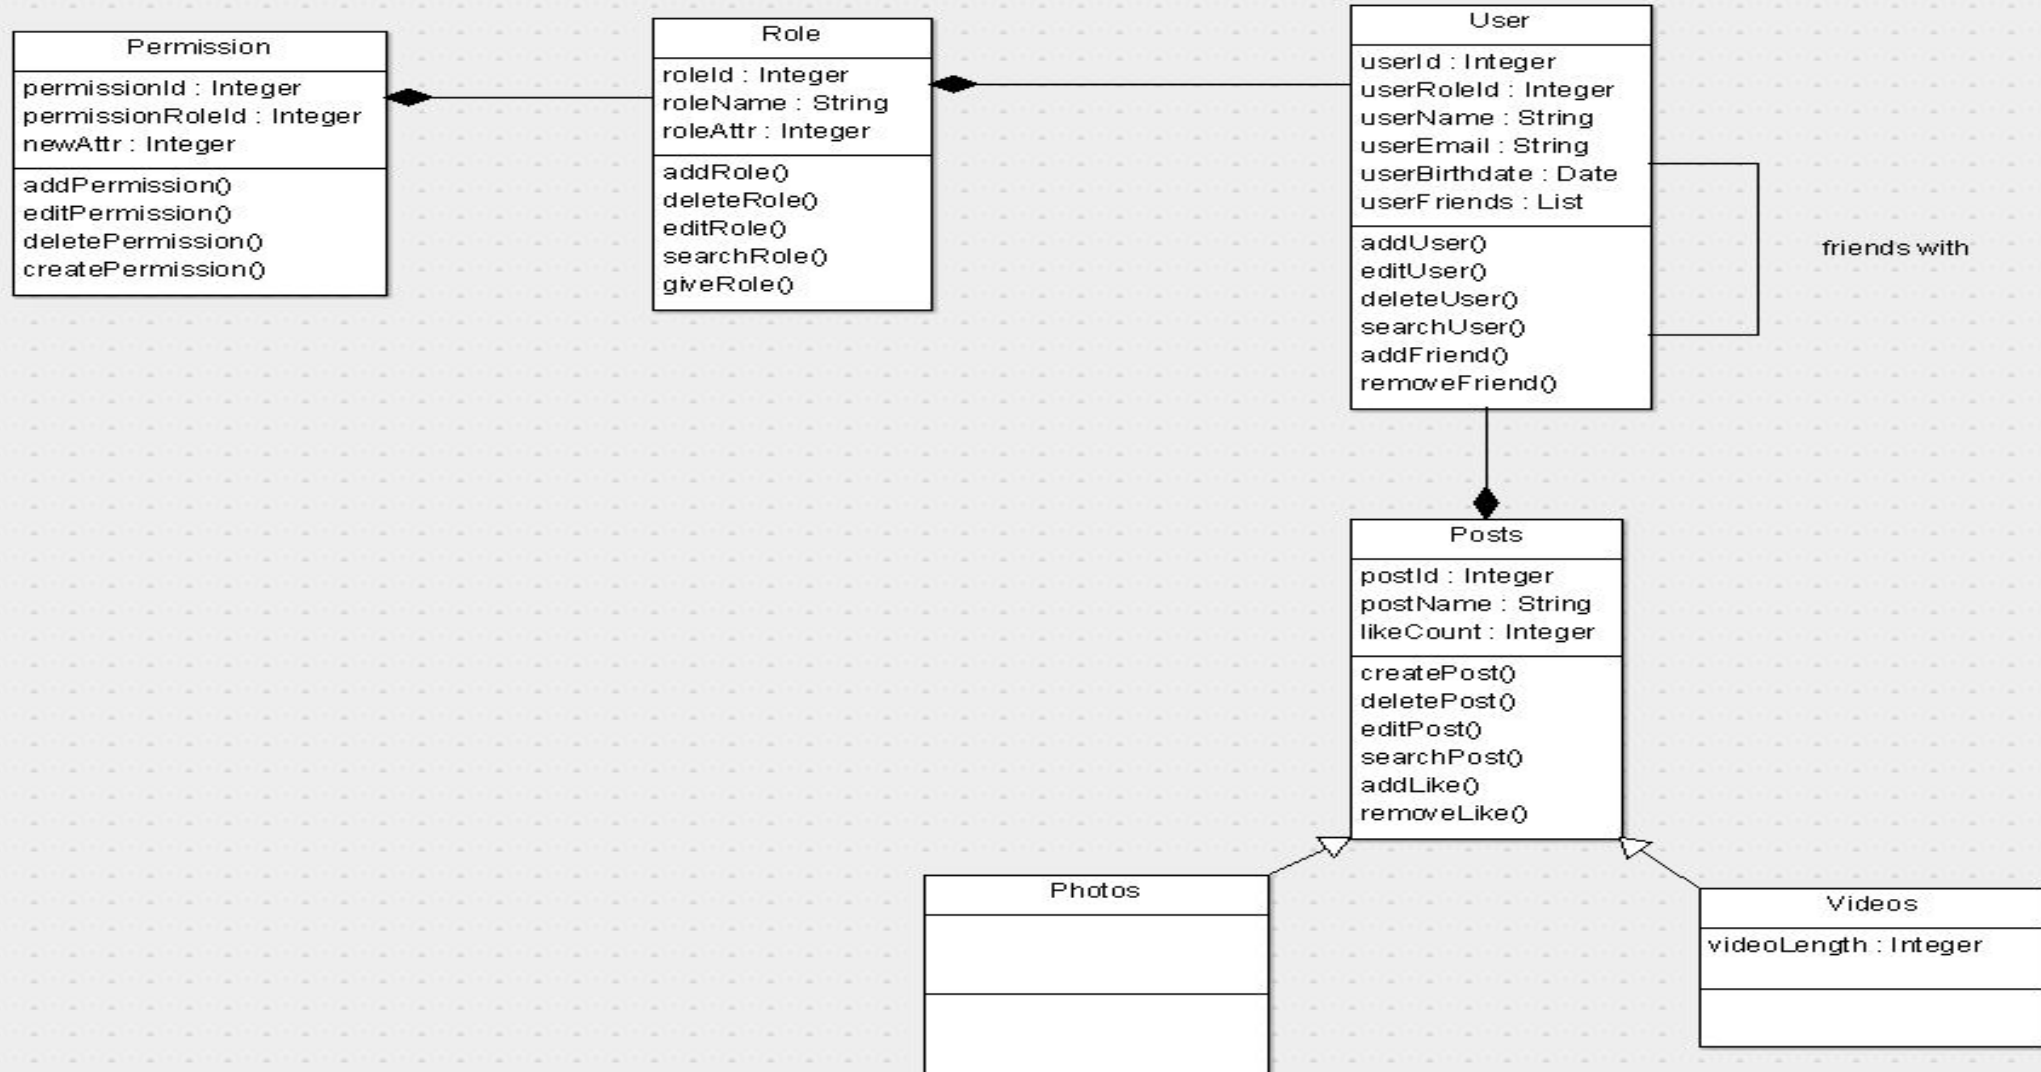 Permission
permissionId : Integer
permissionRoleId : Integer
newAttr : Integer
addPermission()
editPermission()
deletePermission()
createPermission()
Role
roleId : Integer
roleName : String
roleAttr : Integer
addRole()
deleteRole()
editRole()
searchRole()
giveRole()
User
userId : Integer
userRoleId : Integer
userName : String
userEmail : String
userBirthdate : Date
userFriends : List
addUser()
editUser()
deleteUser()
searchUser()
addFriend()
removeFriend()
friends with
Posts
postId : Integer
postName : String
likeCount : Integer
createPost()
deletePost()
editPost()
searchPost()
addLike()
removeLike()
Photos
Videos
videoLength : Integer